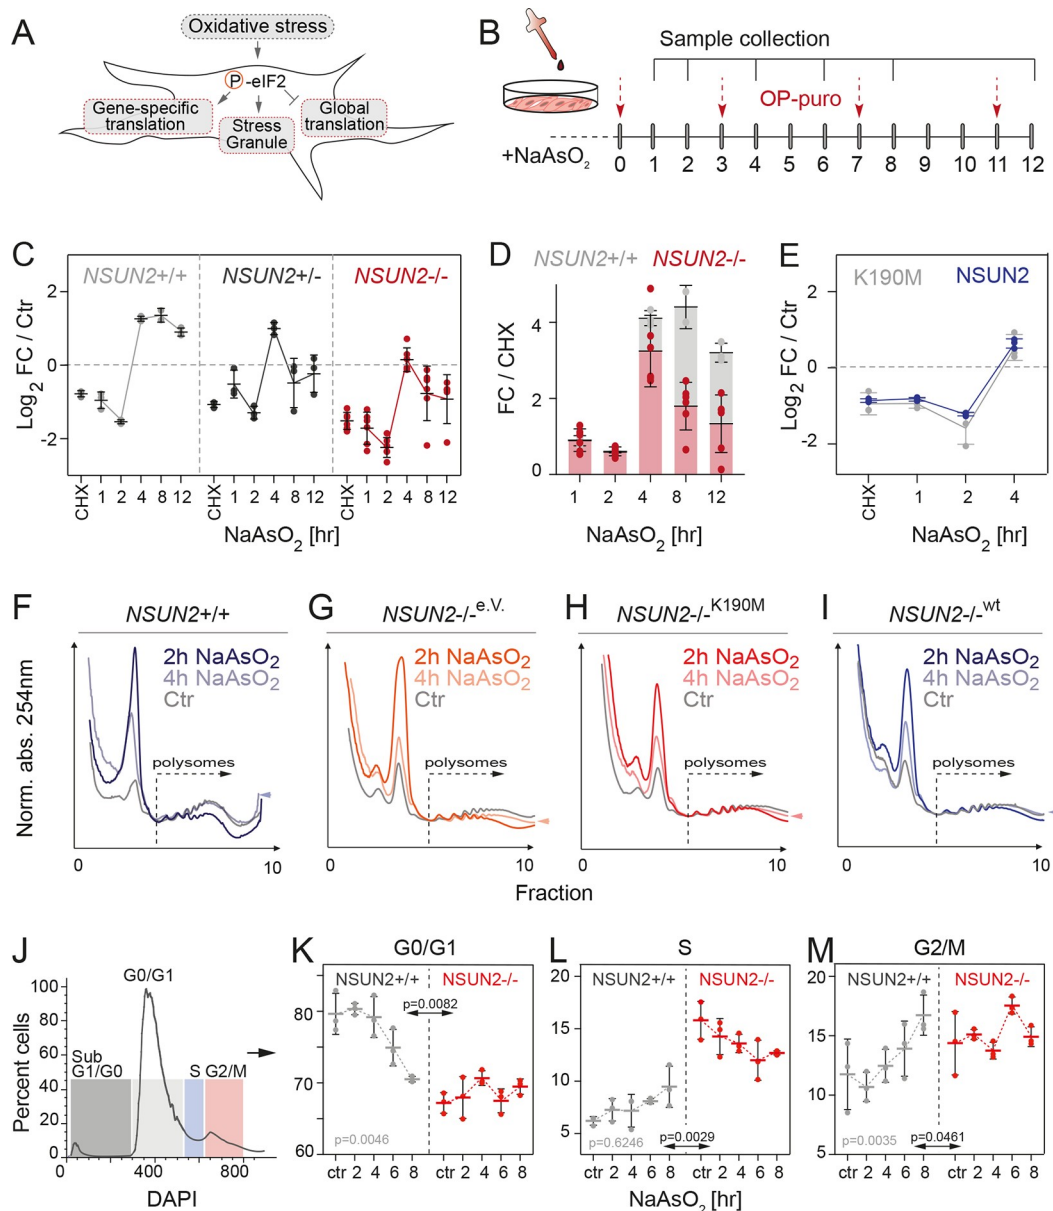 A
Oxidative stress
P -eIF2
Gene-specific
translation
Stress
Granule
Global
translation
B
Sample collection
OP-puro
+NaAsO2
0 1 2 3 4 5 6 7 8 9 10 11 12
C
NSUN2+/+ NSUN2+/- NSUN2-/-
Log2 FC / Ctr
2
0
-2
CHX 1 2 4 8 12 CHX 1 2 4 8 12 CHX 1 2 4 8 12
NaAsO2 [hr]
D
NSUN2+/+ NSUN2-/-
FC / CHX
4
2
0
1 2 4 8 12
NaAsO2 [hr]
E
K190M NSUN2
Log2 FC / Ctr
2
0
-2
CHX 1 2 4
NaAsO2 [hr]
F
NSUN2+/+
2h NaAsO2
4h NaAsO2
Ctr
polysomes
Norm. abs. 254nm
0 10
G
NSUN2-/-e.V.
2h NaAsO2
4h NaAsO2
Ctr
polysomes
0 10
H
NSUN2-/-K190M
2h NaAsO2
4h NaAsO2
Ctr
polysomes
0 10
I
NSUN2-/-wt
2h NaAsO2
4h NaAsO2
Ctr
polysomes
0 10
Fraction
J
G0/G1
Percent cells
100
80
60
40
20
0
Sub
G1/G0
S G2/M
0 400 800
DAPI
K
G0/G1
NSUN2+/+ NSUN2-/-
80
70
60
p=0.0082
p=0.0046
ctr 2 4 6 8 ctr 2 4 6 8
L
S
NSUN2+/+ NSUN2-/-
20
15
10
5
p=0.6246 p=0.0029
ctr 2 4 6 8 ctr 2 4 6 8
NaAsO2 [hr]
M
G2/M
NSUN2+/+ NSUN2-/-
20
15
10
5
p=0.0035 p=0.0461
ctr 2 4 6 8 ctr 2 4 6 8